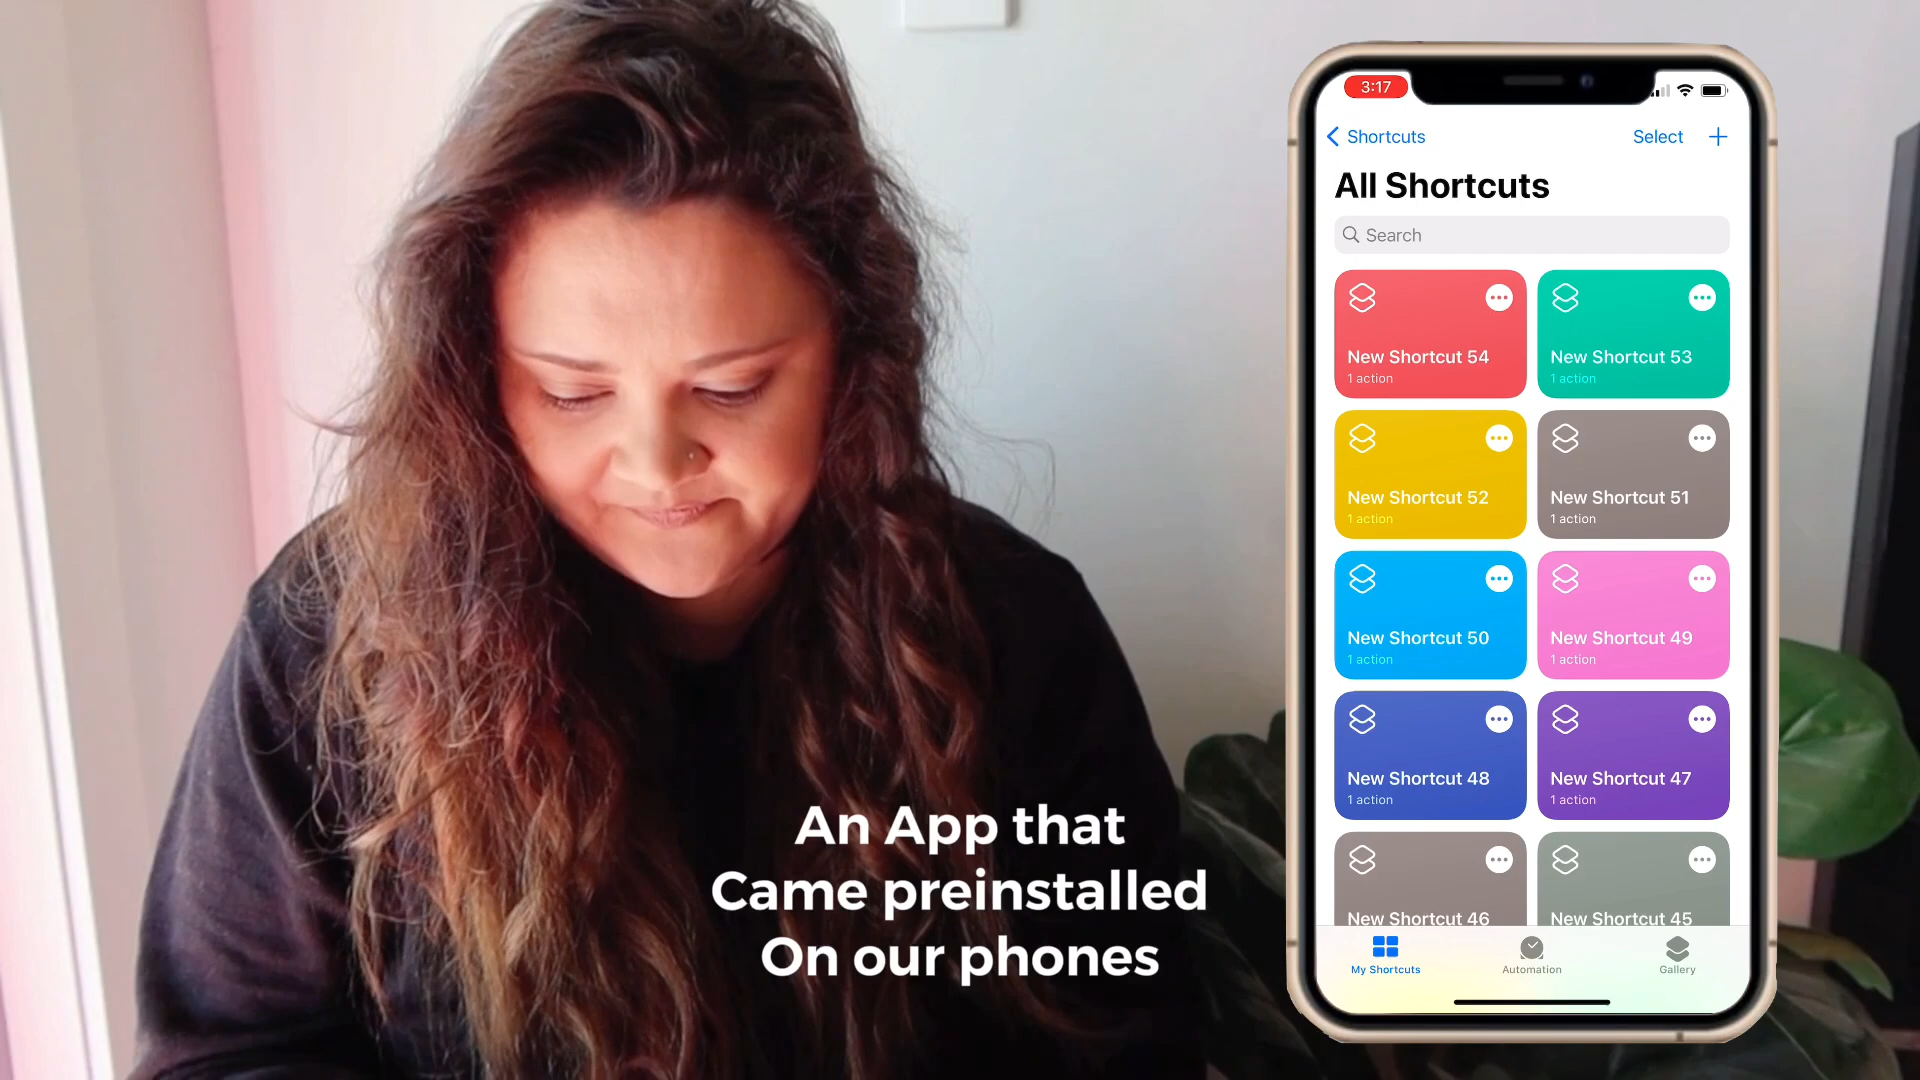 3:17
Shortcuts
Select
All Shortcuts
Search
New Shortcut 54
1 action
New Shortcut 53
1 action
New Shortcut 52
1 action
New Shortcut 51
1 action
New Shortcut 50
1 action
New Shortcut 49
1 action
New Shortcut 48
1 action
New Shortcut 47
1 action
New Shortcut 46
New Shortcut 45
My Shortcuts
Automation
Gallery
An App that
Came preinstalled
On our phones